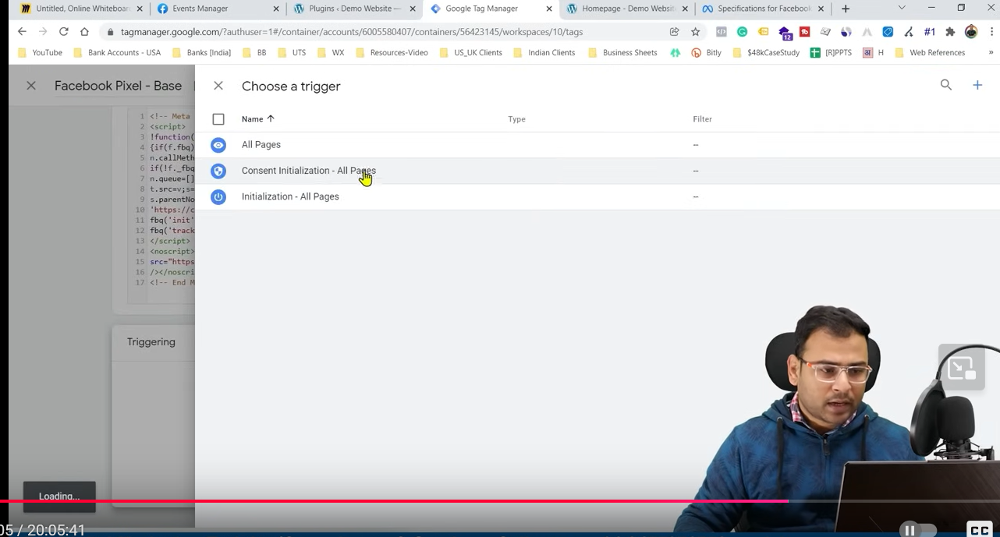 Untitled, Online Whiteboar
Events Manager
Plugins ‹ Demo Website —
Google Tag Manager
Homepage - Demo Websit
Specifications for Facebook
tagmanager.google.com/?authuser=1#/container/accounts/6005580407/containers/56423145/workspaces/10/tags
12
#1
YouTube
Bank Accounts - USA
Banks [India]
BB
UTS
WX
Resources-Video
US_UK Clients
Indian Clients
Business Sheets
Bitly
$48kCaseStudy
[R]PPTS
H
Web References
»
Facebook Pixel - Base
Choose a trigger
Name
Type
Filter
All Pages
--
Consent Initialization - All Pages
--
Initialization - All Pages
--
1 <!-- Meta
2 <script>
3 !function(
4 {if(f.fbq)
5 n.callMeth
6 if(!f._fbq
7 n.queue=[]
8 t.src=v;s=
9 s.parentNo
10 'https://c
11 fbq('init'
12 fbq('track
13 </script>
14 <noscript>
15 src="https
16 /></noscri
17 <!-- End M
Triggering
Loading...
05 / 20:05:41
CC